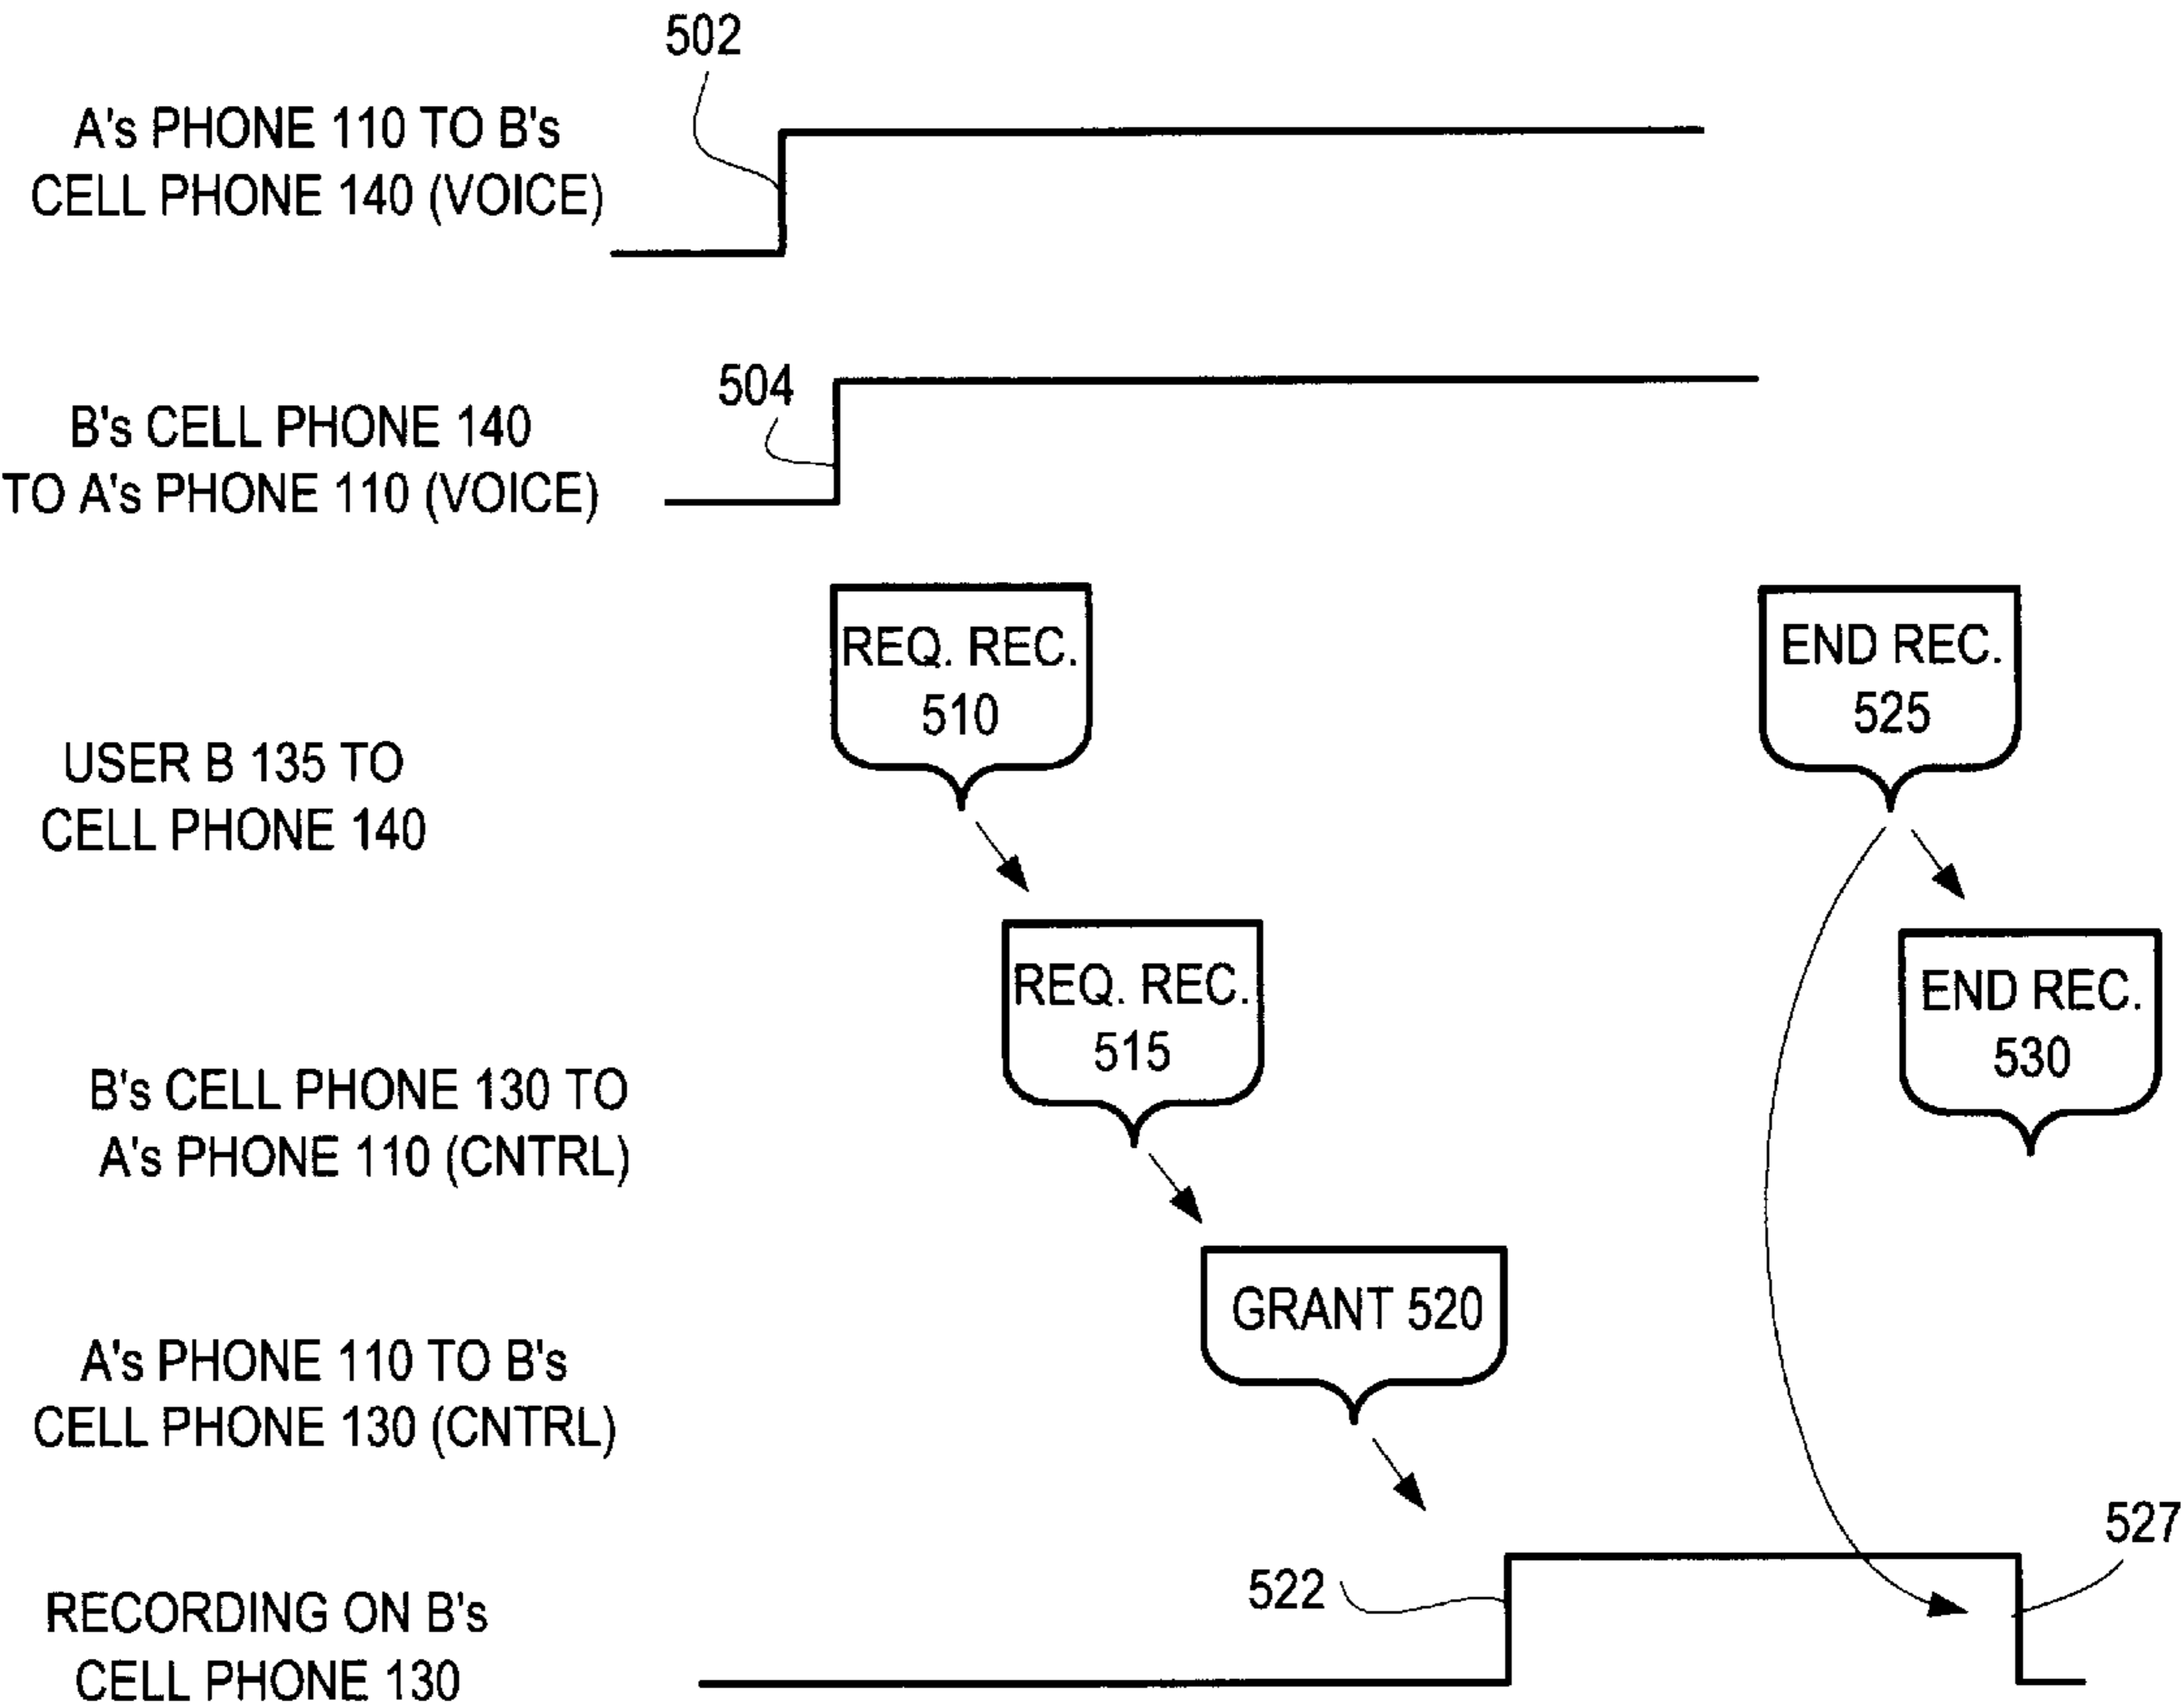 502
A's PHONE 110 TO B's
CELL PHONE 140 (VOICE)
504
B's CELL PHONE 140
TO A's PHONE 110 (VOICE)
REQ. REC.
510
END REC.
525
USER B 135 TO
CELL PHONE 140
REQ. REC.
515
END REC.
530
B's CELL PHONE 130 TO
A's PHONE 110 (CNTRL)
GRANT 520
A's PHONE 110 TO B's
CELL PHONE 130 (CNTRL)
527
522
RECORDING ON B's
CELL PHONE 130